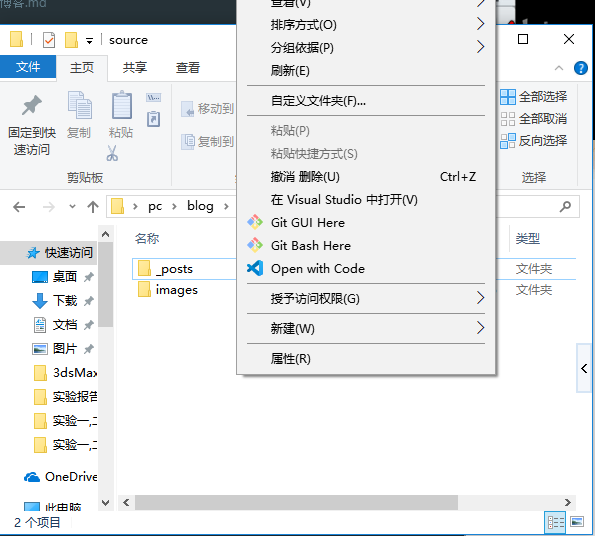 博客.md
查看(V)
source
排序方式(O)
分组依据(P)
刷新(E)
文件
主页
共享
查看
自定义文件夹(F)...
固定到快速访问
复制
粘贴
移动到
复制到
全部选择
全部取消
反向选择
粘贴(P)
粘贴快捷方式(S)
撤消 删除(U) Ctrl+Z
剪贴板
选择
在 Visual Studio 中打开(V)
pc
blog
Git GUI Here
Git Bash Here
Open with Code
名称
类型
快速访问
桌面
下载
文档
图片
3dsMax
实验报告
实验一,二
实验一,二
OneDrive
此电脑
_posts
文件夹
images
文件夹
授予访问权限(G)
新建(W)
属性(R)
2 个项目